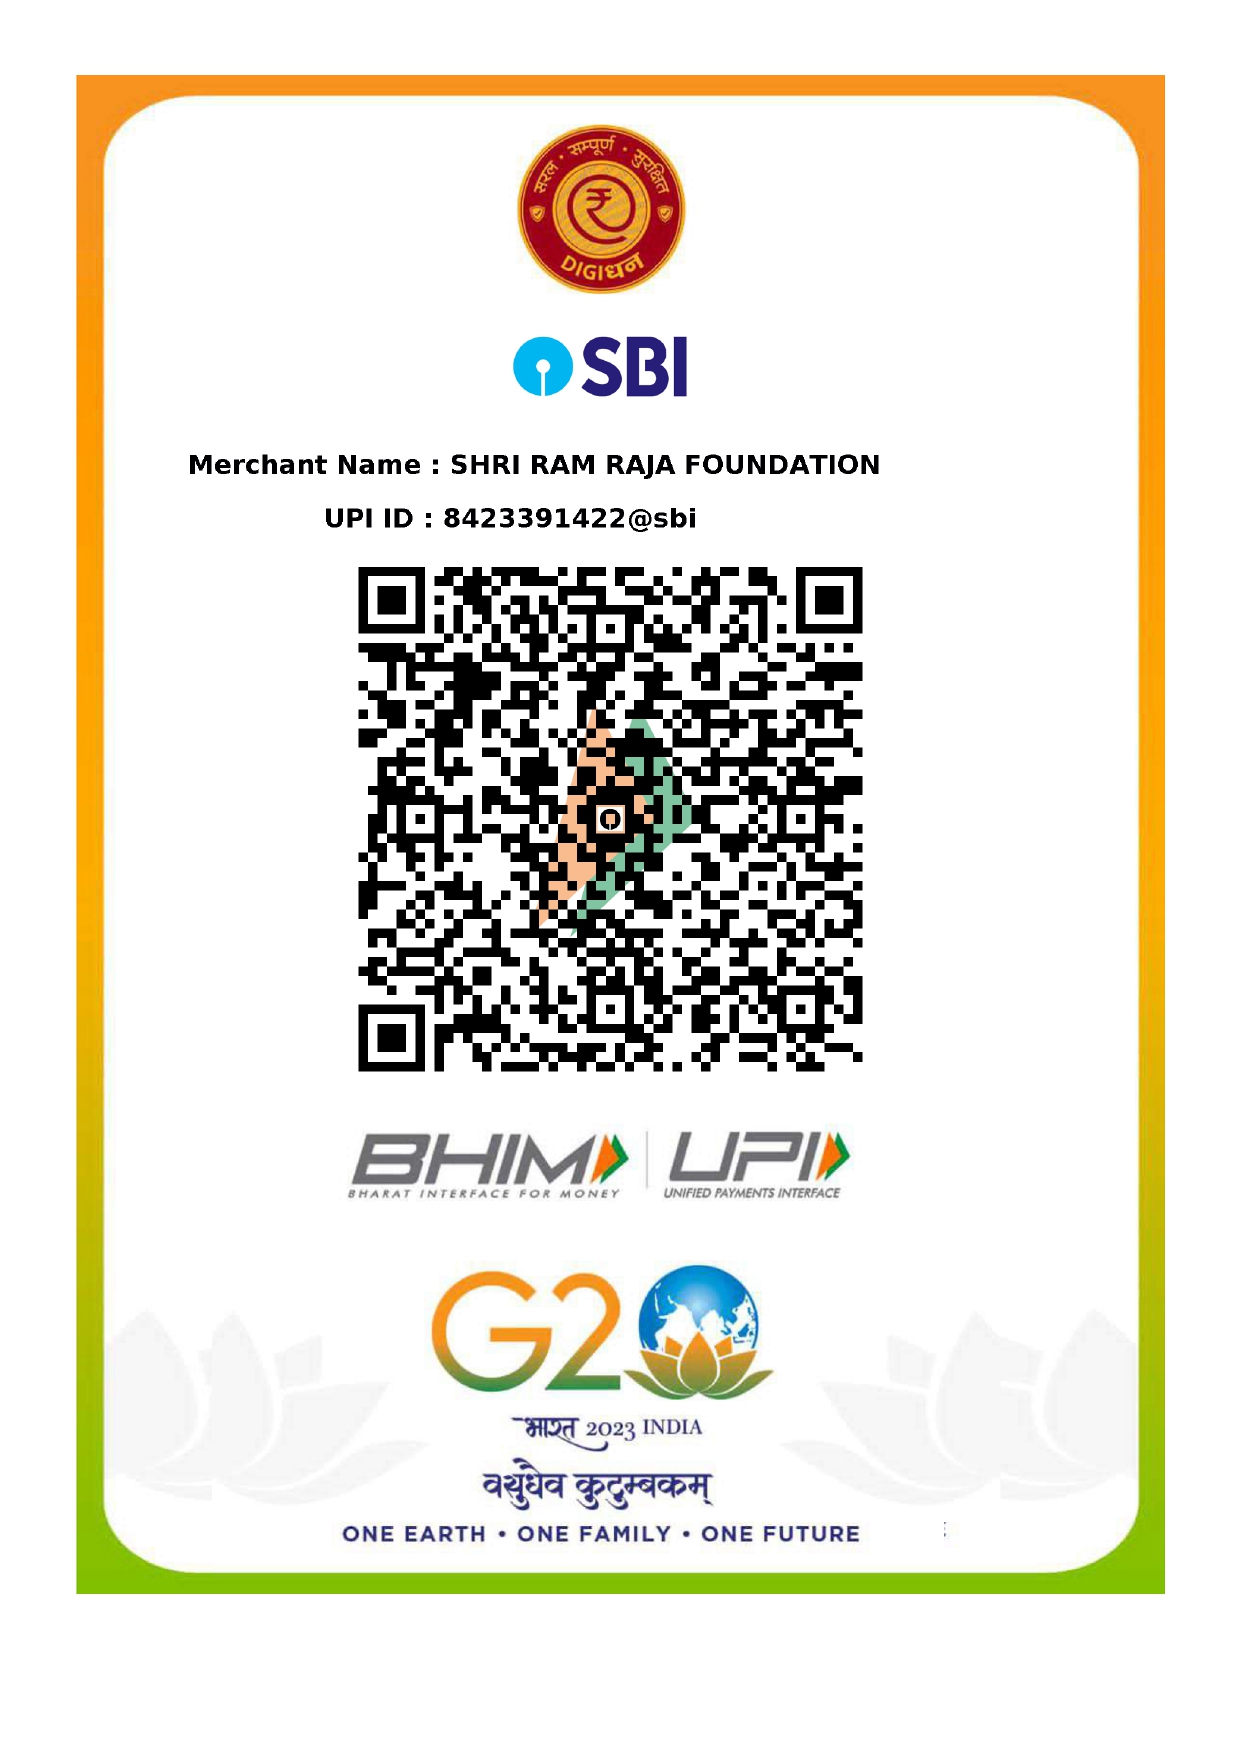 सरल • सम्पूर्ण • सुरक्षित
DIGIधन
SBI
Merchant Name : SHRI RAM RAJA FOUNDATION
UPI ID : 8423391422@sbi
BHIM UPI
BHARAT INTERFACE FOR MONEY UNIFIED PAYMENTS INTERFACE
G20
भारत 2023 INDIA
वसुधैव कुटुम्बकम्
ONE EARTH • ONE FAMILY • ONE FUTURE